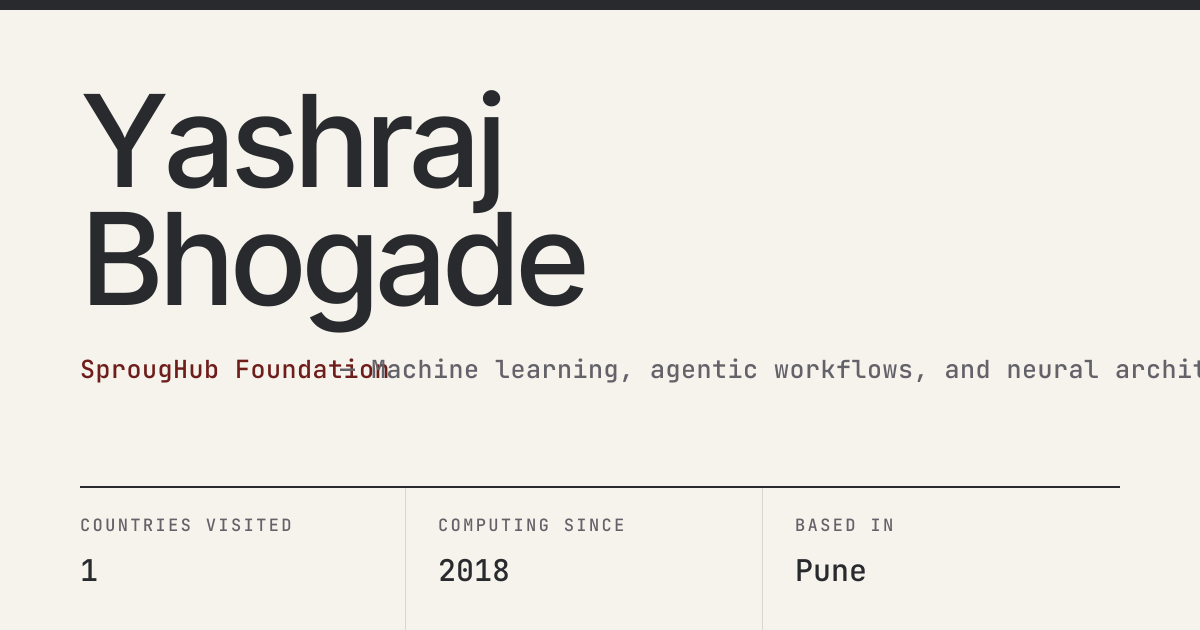 Yashraj
Bhogade
SprougHub Foundation — Machine learning, agentic workflows, and neural archit
COUNTRIES VISITED
1
COMPUTING SINCE
2018
BASED IN
Pune